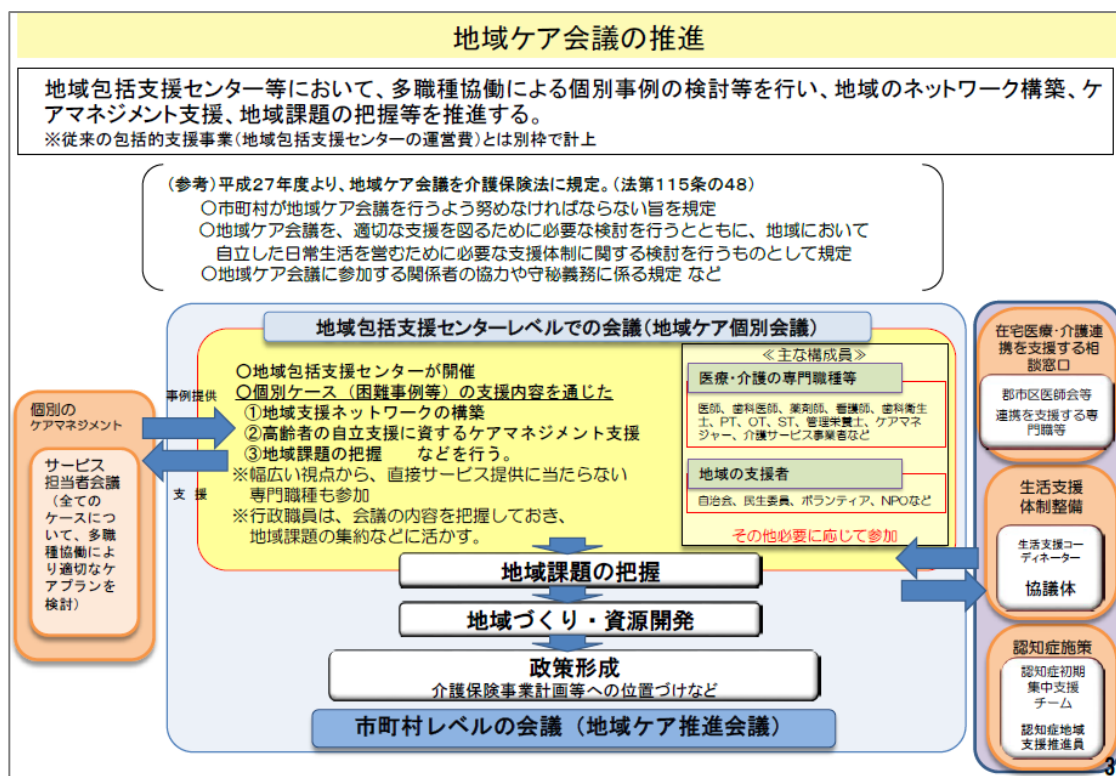 地域ケア会議の推進
地域包括支援センター等において、多職種協働による個別事例の検討等を行い、地域のネットワーク構築、ケ
アマネジメント支援、地域課題の把握等を推進する。
※従来の包括的支援事業(地域包括支援センターの運営費)とは別枠で計上
(参考)平成27年度より、地域ケア会議を介護保険法に規定。(法第115条の48)
○市町村が地域ケア会議を行うよう努めなければならない旨を規定
○地域ケア会議を、適切な支援を図るために必要な検討を行うとともに、地域において
自立した日常生活を営むために必要な支援体制に関する検討を行うものとして規定
○地域ケア会議に参加する関係者の協力や守秘義務に係る規定 など
地域包括支援センターレベルでの会議(地域ケア個別会議)
○地域包括支援センターが開催
○個別ケース(困難事例等)の支援内容を通じた
①地域支援ネットワークの構築
②高齢者の自立支援に資するケアマネジメント支援
③地域課題の把握 などを行う。
※幅広い視点から、直接サービス提供に当たらない
専門職種も参加
※行政職員は、会議の内容を把握しておき、
地域課題の集約などに活かす。
≪主な構成員≫
医療・介護の専門職種等
医師、歯科医師、薬剤師、看護師、歯科衛生
士、PT、OT、ST、管理栄養士、ケアマネ
ジャー、介護サービス事業者など
地域の支援者
自治会、民生委員、ボランティア、NPOなど
その他必要に応じて参加
事例提供
支 援
個別の
ケアマネジメント
サービス
担当者会議
(全ての
ケースについ
いて、多職
種協働によ
り適切なケ
アプランを
検討)
地域課題の把握
地域づくり・資源開発
政策形成
介護保険事業計画等への位置づけなど
市町村レベルの会議(地域ケア推進会議)
在宅医療・介護連
携を支援する相
談窓口
郡市区医師会等
連携を支援する専
門職等
生活支援
体制整備
生活支援コー
ディネーター
協議体
認知症施策
認知症初期
集中支援
チーム
認知症地域
支援推進員
3